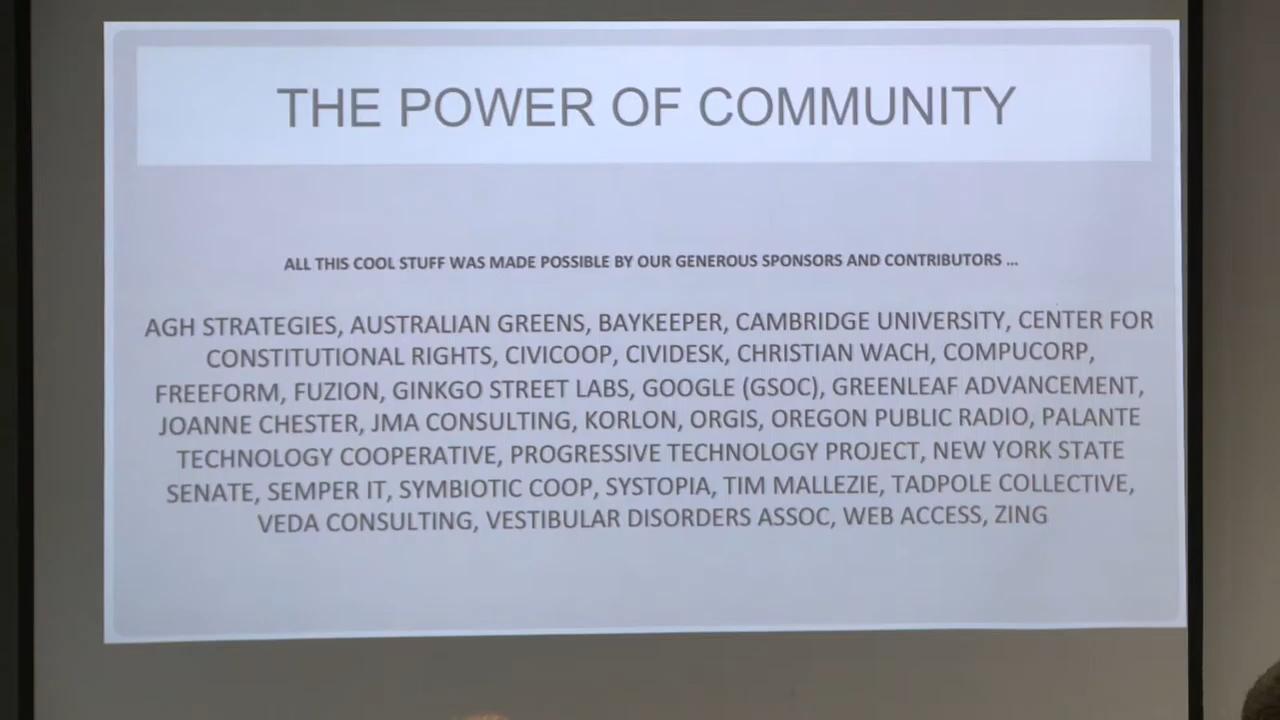 THE POWER OF COMMUNITY
ALL THIS COOL STUFF WAS MADE POSSIBLE BY OUR GENEROUS SPONSORS AND CONTRIBUTORS ...
AGH STRATEGIES, AUSTRALIAN GREENS, BAYKEEPER, CAMBRIDGE UNIVERSITY, CENTER FOR
CONSTITUTIONAL RIGHTS, CIVICOOP, CIVIDESK, CHRISTIAN WACH, COMPUCORP,
FREEFORM, FUZION, GINKGO STREET LABS, GOOGLE (GSOC), GREENLEAF ADVANCEMENT,
JOANNE CHESTER, JMA CONSULTING, KORLON, ORGIS, OREGON PUBLIC RADIO, PALANTE
TECHNOLOGY COOPERATIVE, PROGRESSIVE TECHNOLOGY PROJECT, NEW YORK STATE
SENATE, SEMPER IT, SYMBIOTIC COOP, SYSTOPIA, TIM MALLEZIE, TADPOLE COLLECTIVE,
VEDA CONSULTING, VESTIBULAR DISORDERS ASSOC, WEB ACCESS, ZING